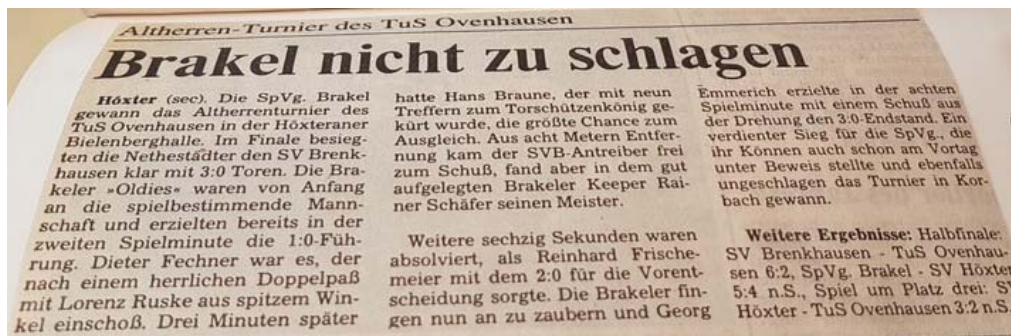 Altherren-Turnier des TuS Ovenhausen
Brakel nicht zu schlagen
Höxter (sec). Die SpVg. Brakel
gewann das Altherrenturnier des
TuS Ovenhausen in der Höxteraner
Bielenberghalle. Im Finale besieg-
ten die Nethestädter den SV Brenk-
hausen klar mit 3:0 Toren. Die Bra-
keler »Oldies« waren von Anfang
an die spielbestimmende Mann-
schaft und erzielten bereits in der
zweiten Spielminute die 1:0-Füh-
rung. Dieter Fechner war es, der
nach einem herrlichen Doppelpaß
mit Lorenz Ruske aus spitzem Win-
kel einschoß. Drei Minuten später
hatte Hans Braune, der mit neun
Treffern zum Torschützenkönig ge-
kürt wurde, die größte Chance zum
Ausgleich. Aus acht Metern Entfer-
nung kam der SVB-Antreiber frei
zum Schuß, fand aber in dem gut
aufgelegten Brakeler Keeper Rai-
ner Schäfer seinen Meister.
Weitere sechzig Sekunden waren
absolviert, als Reinhard Frische-
meier mit dem 2:0 für die Vorent-
scheidung sorgte. Die Brakeler fin-
gen nun an zu zaubern und Georg
Emmerich erzielte in der achten
Spielminute mit einem Schuß aus
der Drehung den 3:0-Endstand. Ein
verdienter Sieg für die SpVg., die
ihr Können auch schon am Vortag
unter Beweis stellte und ebenfalls
ungeschlagen das Turnier in Kor-
bach gewann.
Weitere Ergebnisse: Halbfinale:
SV Brenkhausen - TuS Ovenhau-
sen 6:2, SpVg. Brakel - SV Höxter
5:4 n.S., Spiel um Platz drei: SV
Höxter - TuS Ovenhausen 3:2 n.S.